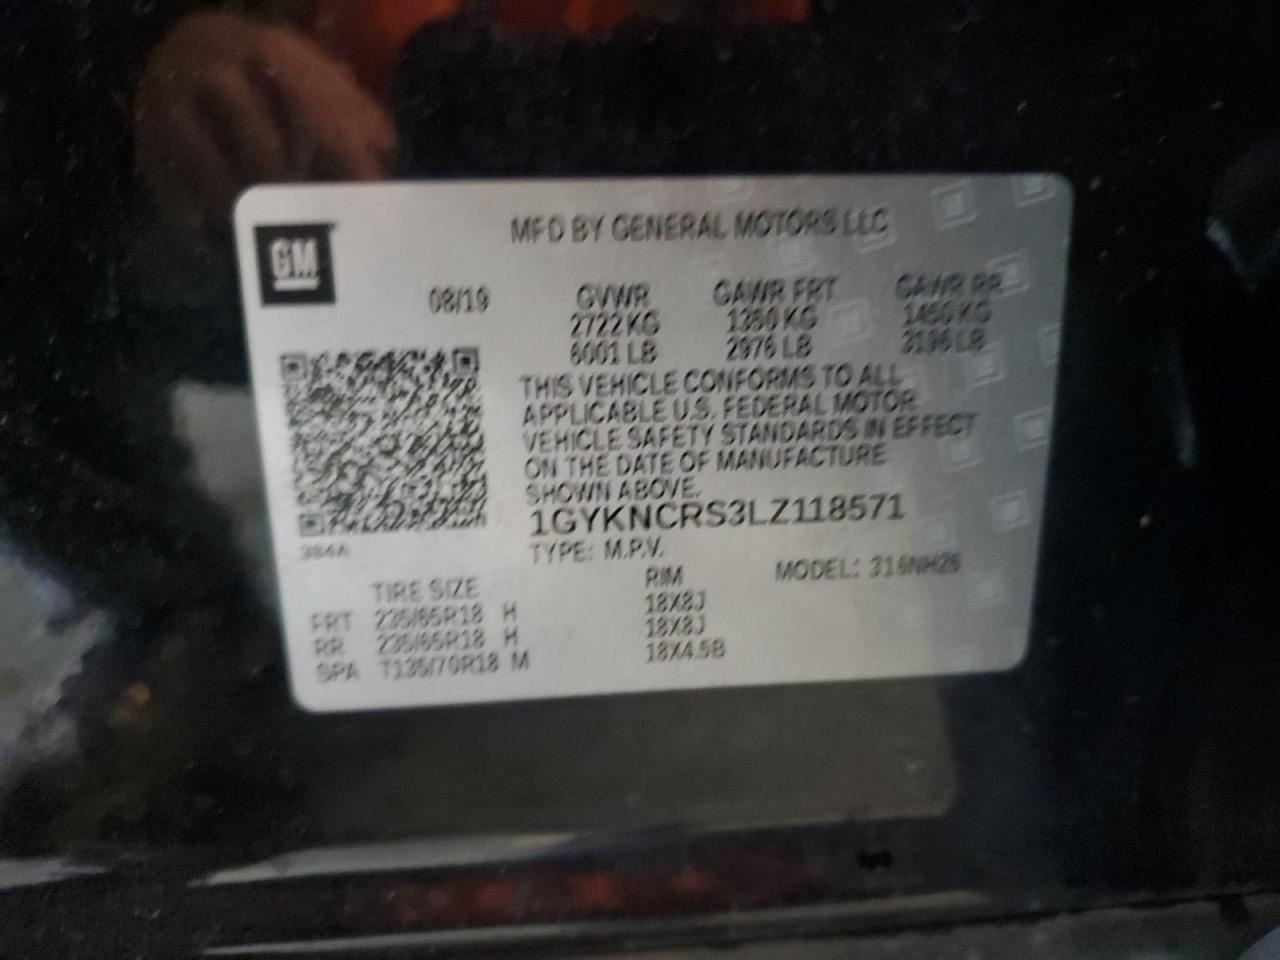 GM
MFD BY GENERAL MOTORS LLC
08/19 GVWR GAWR FRT GAWR RR
2722 KG 1350 KG 1450 KG
6001 LB 2976 LB 3196 LB
THIS VEHICLE CONFORMS TO ALL
APPLICABLE U.S. FEDERAL MOTOR
VEHICLE SAFETY STANDARDS IN EFFECT
ON THE DATE OF MANUFACTURE
SHOWN ABOVE.
1GYKNCRS3LZ118571
384A
TYPE: M.P.V.
MODEL: 316NH26
TIRE SIZE RIM
FRT 235/65R18 H 18X8J
RR 235/65R18 H 18X8J
SPA T135/70R18 M 18X4.5B